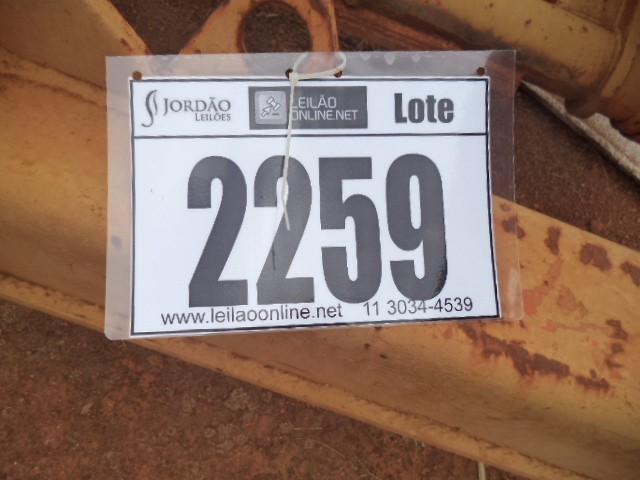 JORDÃO
LEILÕES
LEILÃO
ONLINE.NET
Lote
2259
www.leilaoonline.net 11 3034-4539